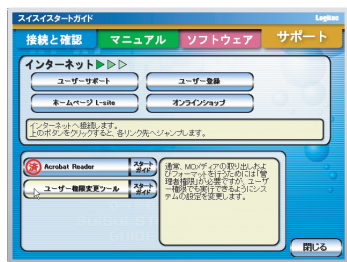 スイスイスタートガイド
Logitec
接続と確認
マニュアル
ソフトウェア
サポート
インターネット▶▷▷
ユーザーサポート
ユーザー登録
ホームページ L-site
オンラインショップ
インターネットへ接続します。
上のボタンをクリックすると、各リンク先へジャンプします。
Acrobat Reader
スタートガイド
ユーザー権限変更ツール
スタートガイド
通常、MOメディアの取り出しおよ
びフォーマットを行うためには「管
理者権限」が必要ですが、ユーザ
ー権限でも実行できるようにシス
テムの設定を変更します。
閉じる